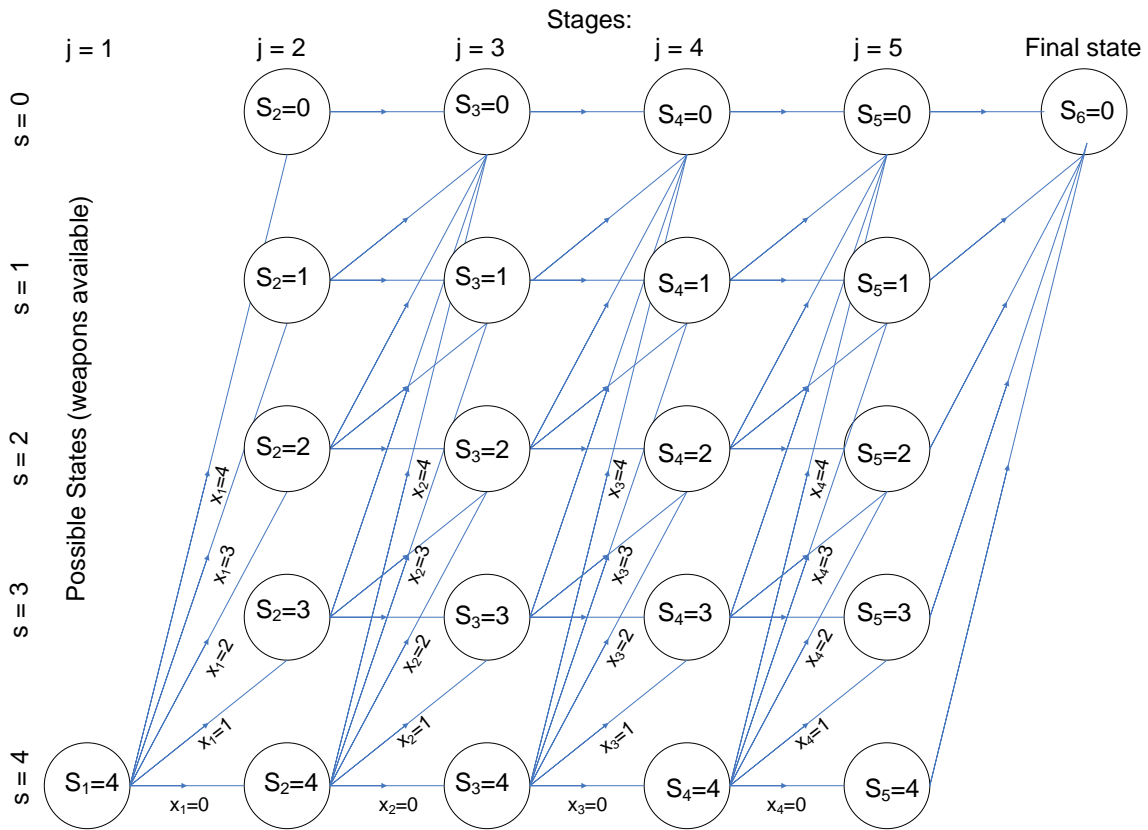 Stages:
j = 1 j = 2 j = 3 j = 4 j = 5 Final state
s = 0 S₂=0 S₃=0 S₄=0 S₅=0 S₆=0
Possible States (weapons available)
s = 1 S₂=1 S₃=1 S₄=1 S₅=1
s = 2 S₂=2 S₃=2 S₄=2 S₅=2
x₁=4 x₂=4 x₃=4 x₄=4
x₁=3 x₂=3 x₃=3 x₄=3
s = 3 S₂=3 S₃=3 S₄=3 S₅=3
x₁=2 x₂=2 x₃=2 x₄=2
x₁=1 x₂=1 x₃=1 x₄=1
s = 4 S₁=4 S₂=4 S₃=4 S₄=4 S₅=4
x₁=0 x₂=0 x₃=0 x₄=0